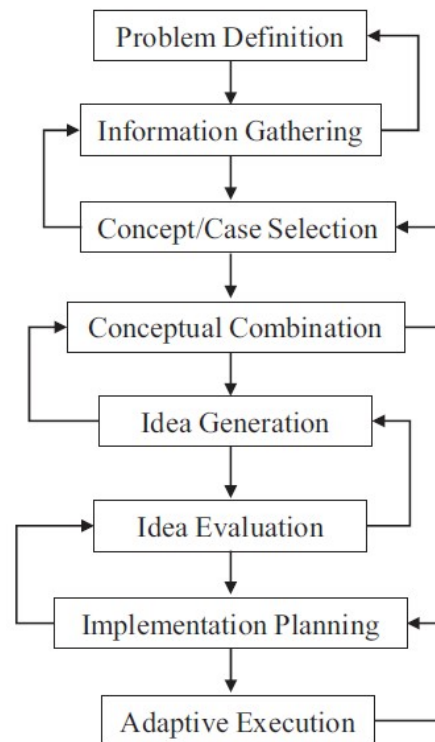 Problem Definition
Information Gathering
Concept/Case Selection
Conceptual Combination
Idea Generation
Idea Evaluation
Implementation Planning
Adaptive Execution